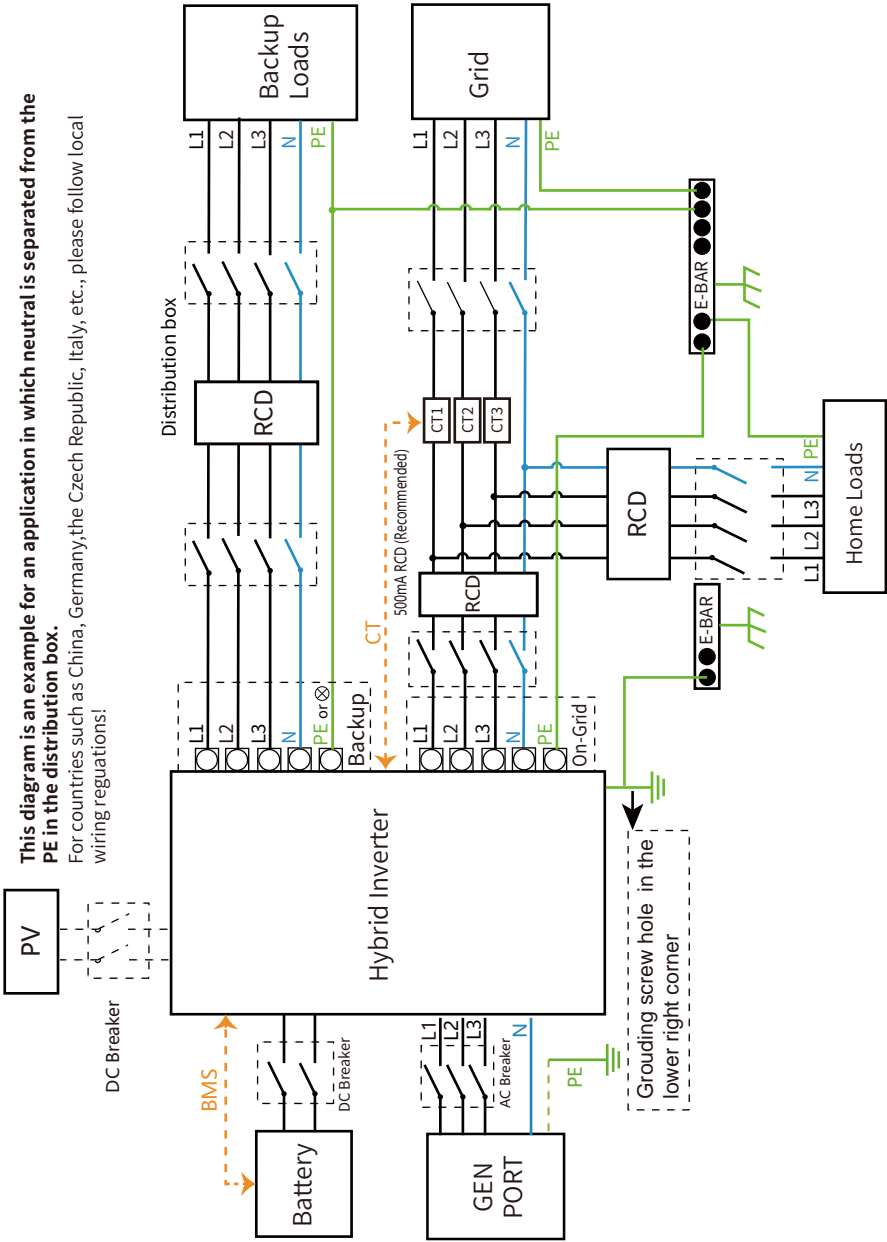 This diagram is an example for an application in which neutral is separated from the
PE in the distribution box.
For countries such as China, Germany,the Czech Republic, Italy, etc., please follow local
wiring reguations!
PV
DC Breaker
Distribution box
Backup
Loads
L1
L2
L3
N
PE
RCD
L1
L2
L3
N
PE or
Backup
Grid
L1
L2
L3
N
PE
CT1
CT2
CT3
CT
500mA RCD (Recommended)
RCD
L1
L2
L3
N
PE
On-Grid
Hybrid Inverter
BMS
Battery
DC Breaker
GEN
PORT
L1
L2
L3
N
AC Breaker
PE
Grouding screw hole in the
lower right corner
E-BAR
E-BAR
RCD
L1
L2
L3
N
PE
Home Loads